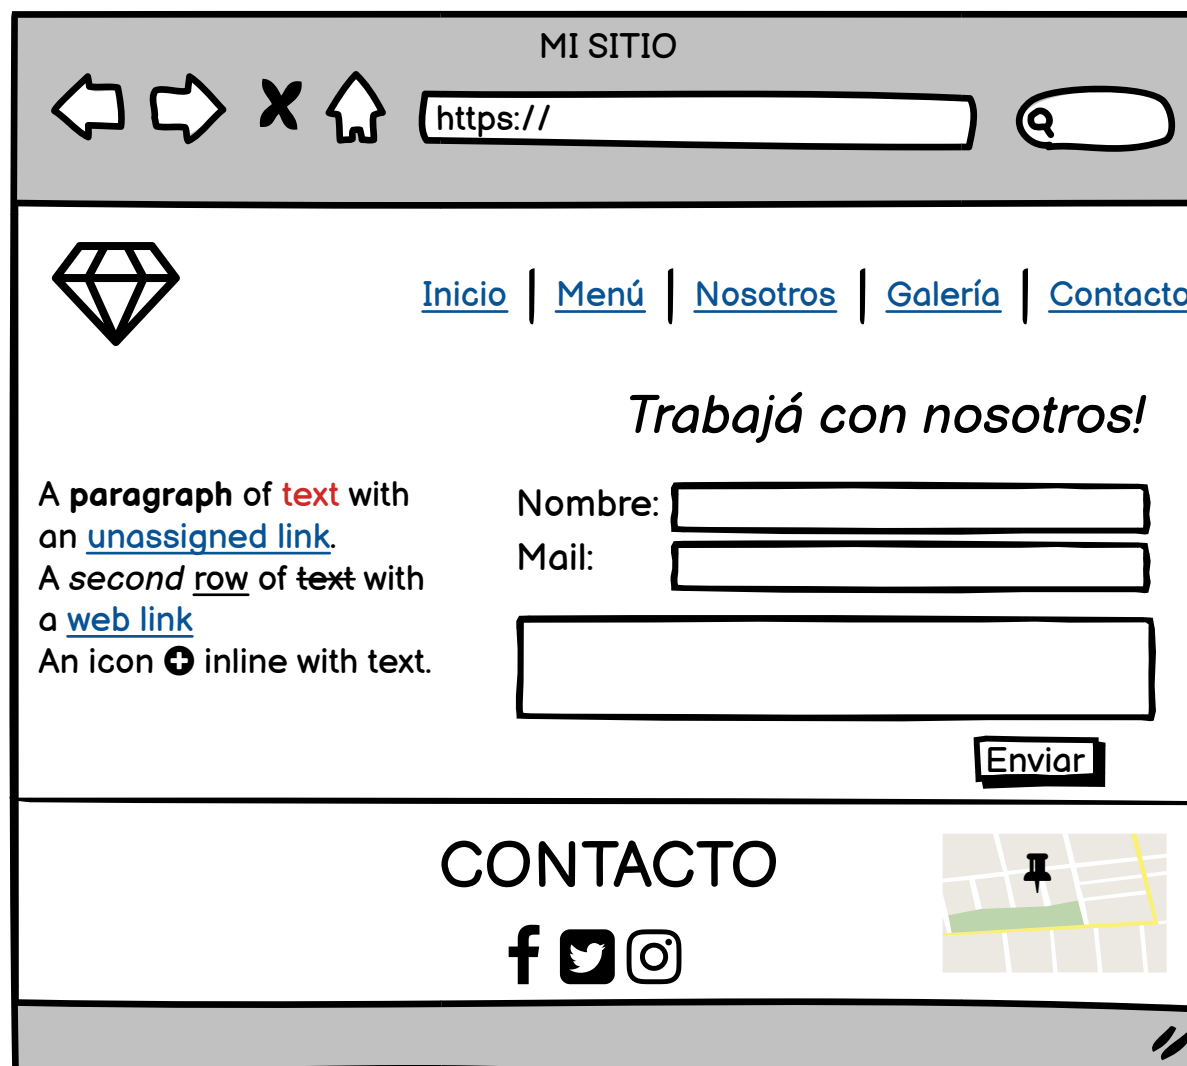 MI SITIO
https://
Inicio | Menú | Nosotros | Galería | Contacto
Trabajá con nosotros!
A paragraph of text with
an unassigned link.
A second row of text with
a web link
An icon inline with text.
Nombre:
Mail:
Enviar
CONTACTO